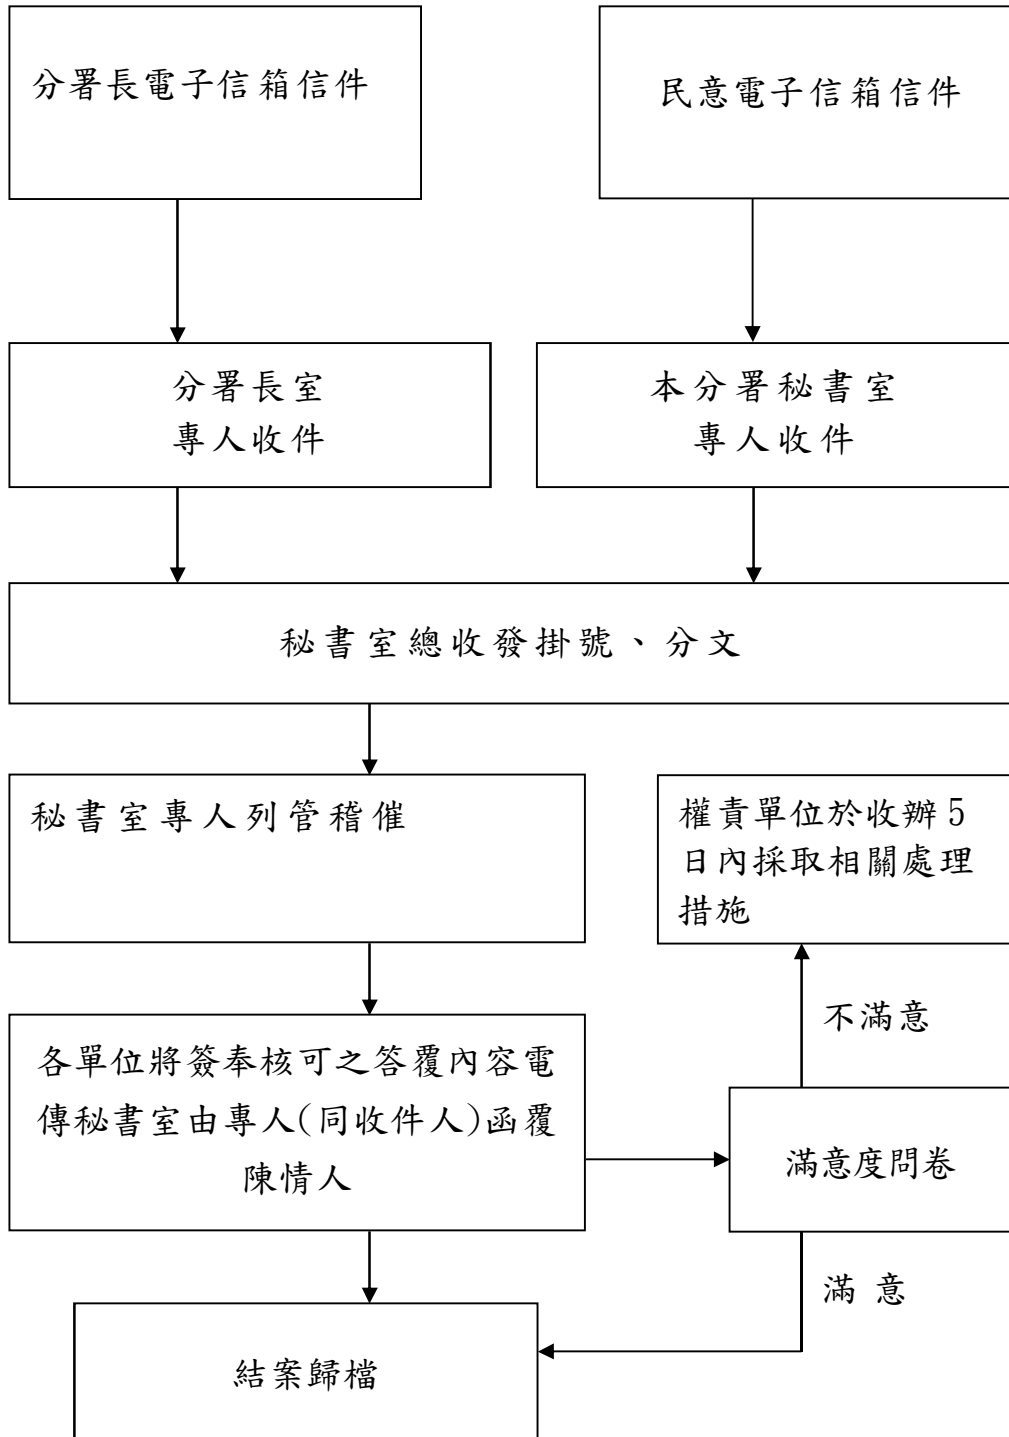 分署長電子信箱信件
民意電子信箱信件
分署長室
專人收件
本分署秘書室
專人收件
秘書室總收發掛號、分文
秘書室專人列管稽催
權責單位於收辦5
日內採取相關處理
措施
不滿意
各單位將簽奉核可之答覆內容電
傳秘書室由專人(同收件人)函覆
陳情人
滿意度問卷
滿 意
結案歸檔